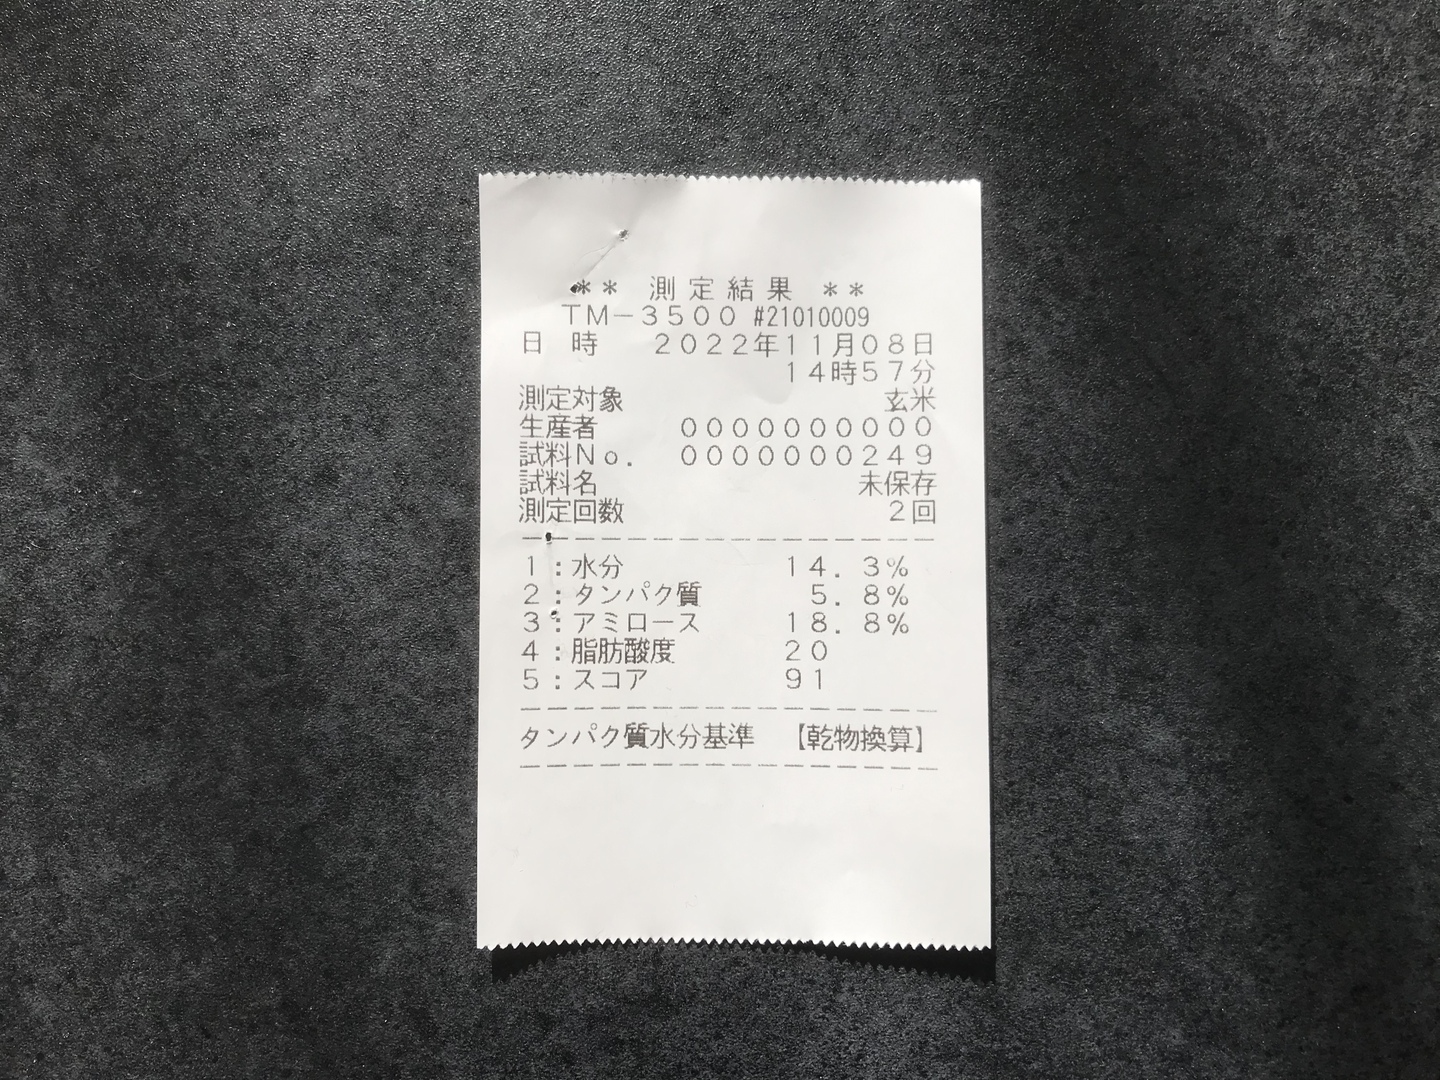 ** 測定結果 **
TM－3500 #21010009
日 時 2022年11月08日
14時57分
測定対象 玄米
生産者 0000000000
試料No. 0000000249
試料名 未保存
測定回数 2回
1：水分 14.3%
2：タンパク質 5.8%
3：アミロース 18.8%
4：脂肪酸度 20
5：スコア 91
タンパク質水分基準 【乾物換算】